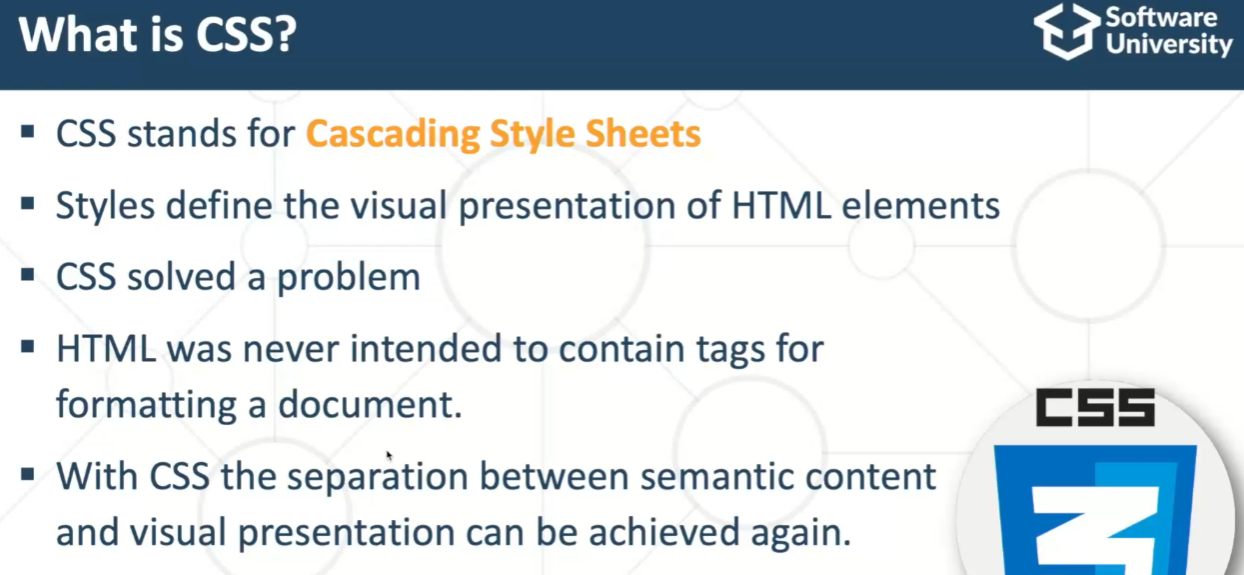 What is CSS?
Software
University
▪ CSS stands for Cascading Style Sheets
▪ Styles define the visual presentation of HTML elements
▪ CSS solved a problem
▪ HTML was never intended to contain tags for
formatting a document.
▪ With CSS the separation between semantic content
and visual presentation can be achieved again.
CSS
3